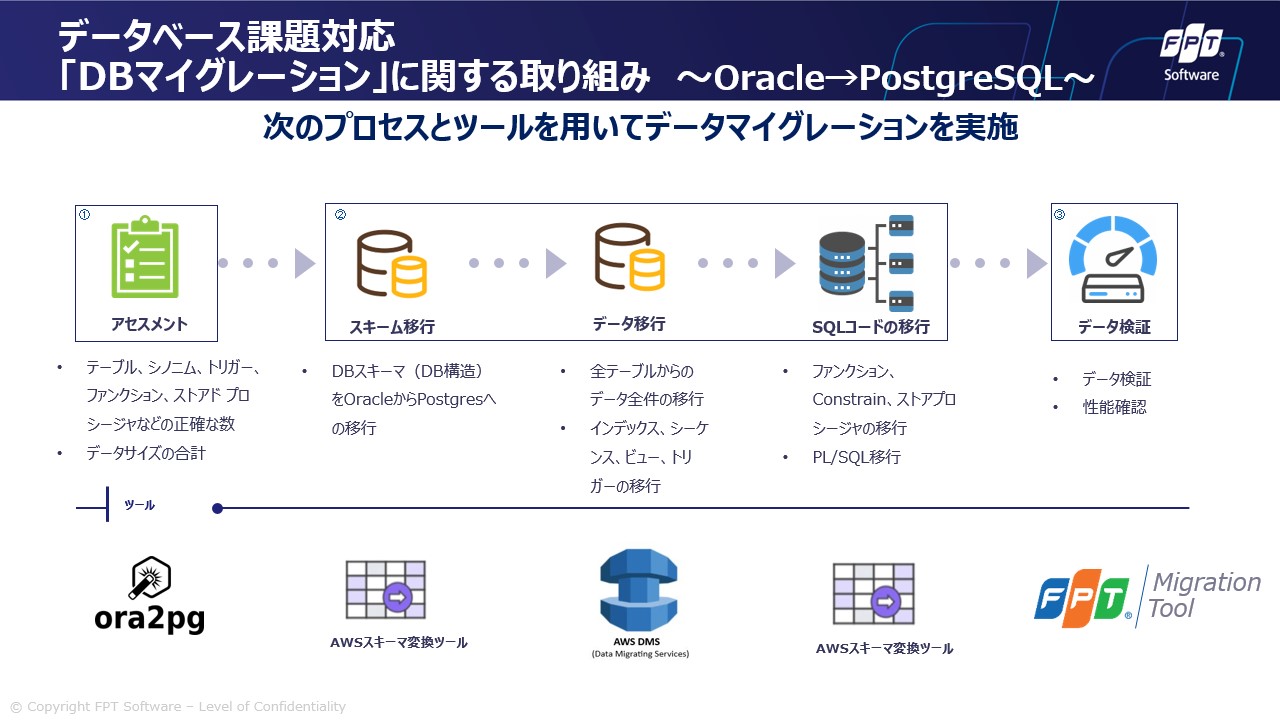 データベース課題対応
「DBマイグレーション」に関する取り組み ～Oracle→PostgreSQL～
FPT
Software
次のプロセスとツールを用いてデータマイグレーションを実施
①
アセスメント
②
スキーム移行
データ移行
SQLコードの移行
③
データ検証
• テーブル、シノニム、トリガー、
ファンクション、ストアド プロ
シージャなどの正確な数
• データサイズの合計
• DBスキーマ（DB構造）
をOracleからPostgresへ
の移行
• 全テーブルからの
データ全件の移行
• インデックス、シーケ
ンス、ビュー、トリ
ガーの移行
• ファンクション、
Constrain、ストアプロ
シージャの移行
• PL/SQL移行
• データ検証
• 性能確認
ツール
ora2pg
AWSスキーマ変換ツール
AWS DMS
(Data Migrating Services)
AWSスキーマ変換ツール
FPT®
Migration
Tool
© Copyright FPT Software – Level of Confidentiality